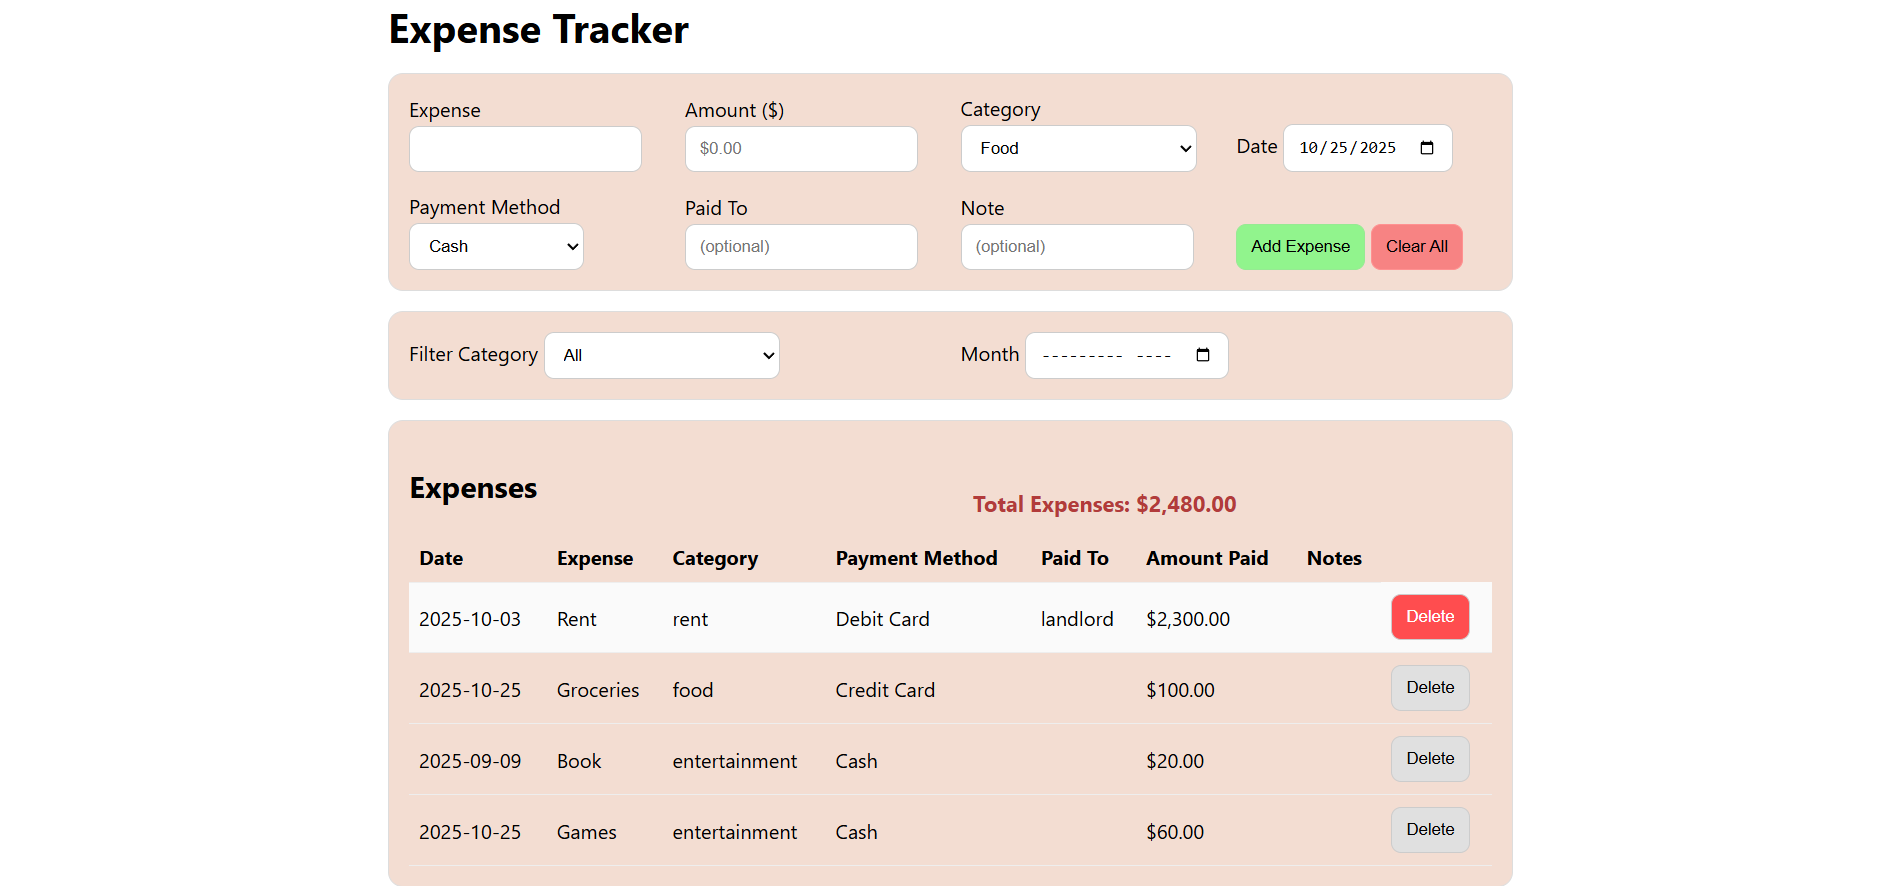 Expense Tracker
Expense Amount ($) Category
$0.00 Food Date 10/25/2025
Payment Method Paid To Note
Cash (optional) (optional) Add Expense Clear All
Filter Category All Month --------- ----
Expenses
Total Expenses: $2,480.00
Date Expense Category Payment Method Paid To Amount Paid Notes
2025-10-03 Rent rent Debit Card landlord $2,300.00 Delete
2025-10-25 Groceries food Credit Card $100.00 Delete
2025-09-09 Book entertainment Cash $20.00 Delete
2025-10-25 Games entertainment Cash $60.00 Delete